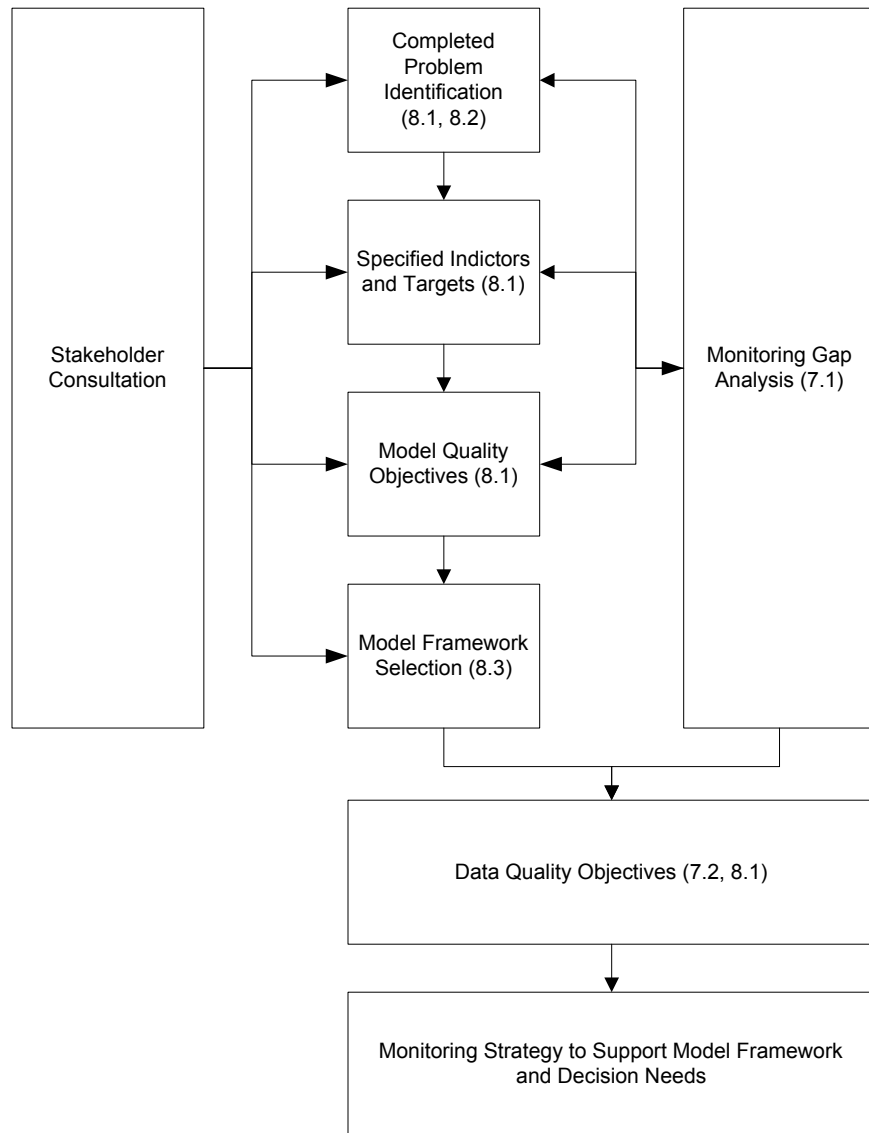 Completed
Problem
Identification
(8.1, 8.2)
Specified Indictors
and Targets (8.1)
Stakeholder
Consultation
Monitoring Gap
Analysis (7.1)
Model Quality
Objectives (8.1)
Model Framework
Selection (8.3)
Data Quality Objectives (7.2, 8.1)
Monitoring Strategy to Support Model Framework
and Decision Needs